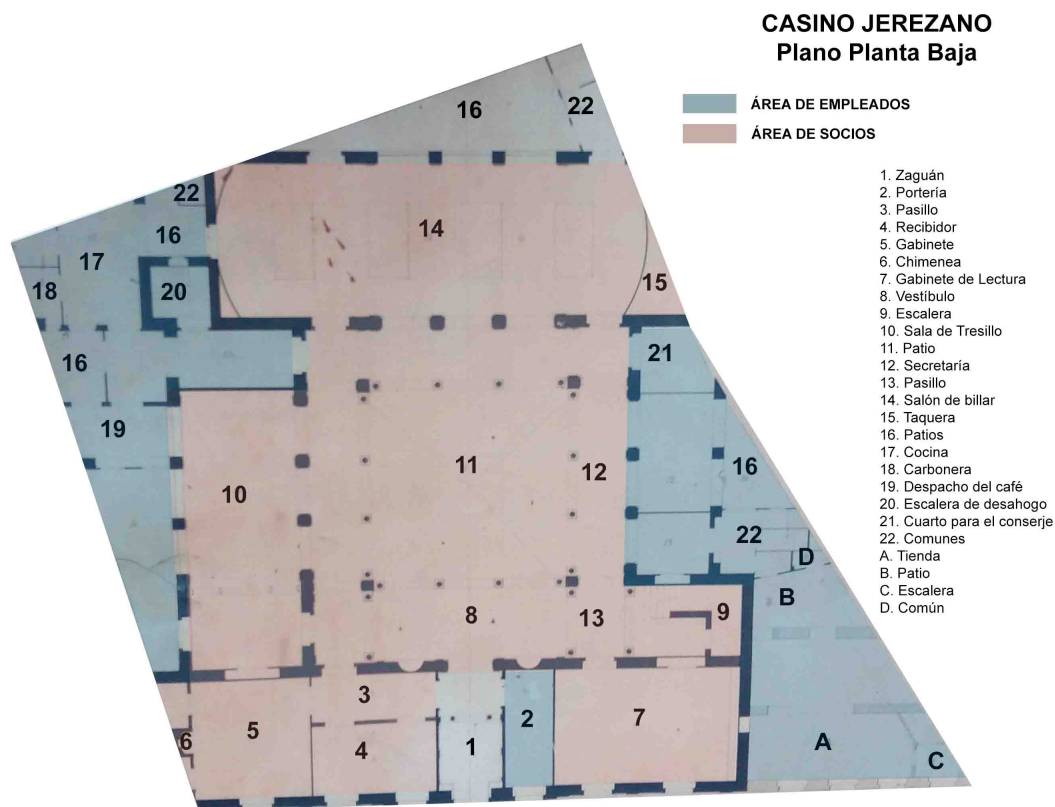 CASINO JEREZANO
Plano Planta Baja
ÁREA DE EMPLEADOS
ÁREA DE SOCIOS
1. Zaguán
2. Portería
3. Pasillo
4. Recibidor
5. Gabinete
6. Chimenea
7. Gabinete de Lectura
8. Vestíbulo
9. Escalera
10. Sala de Tresillo
11. Patio
12. Secretaría
13. Pasillo
14. Salón de billar
15. Taquera
16. Patios
17. Cocina
18. Carbonera
19. Despacho del café
20. Escalera de desahogo
21. Cuarto para el conserje
22. Comunes
A. Tienda
B. Patio
C. Escalera
D. Común
16
22
22
14
16
17
18
20
15
16
21
19
11
12
10
16
22
D
B
8
13
9
3
5
4
6
1
2
7
A
C